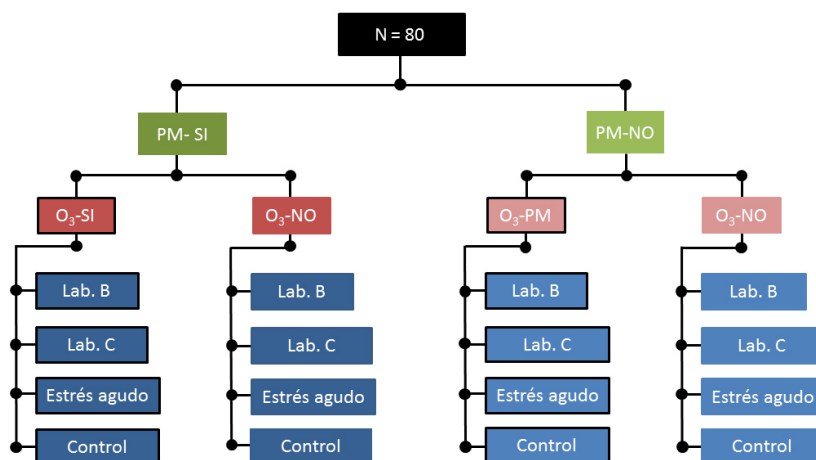 N = 80
PM- SI
PM-NO
O₃-SI
O₃-NO
O₃-PM
O₃-NO
Lab. B
Lab. B
Lab. B
Lab. B
Lab. C
Lab. C
Lab. C
Lab. C
Estrés agudo
Estrés agudo
Estrés agudo
Estrés agudo
Control
Control
Control
Control